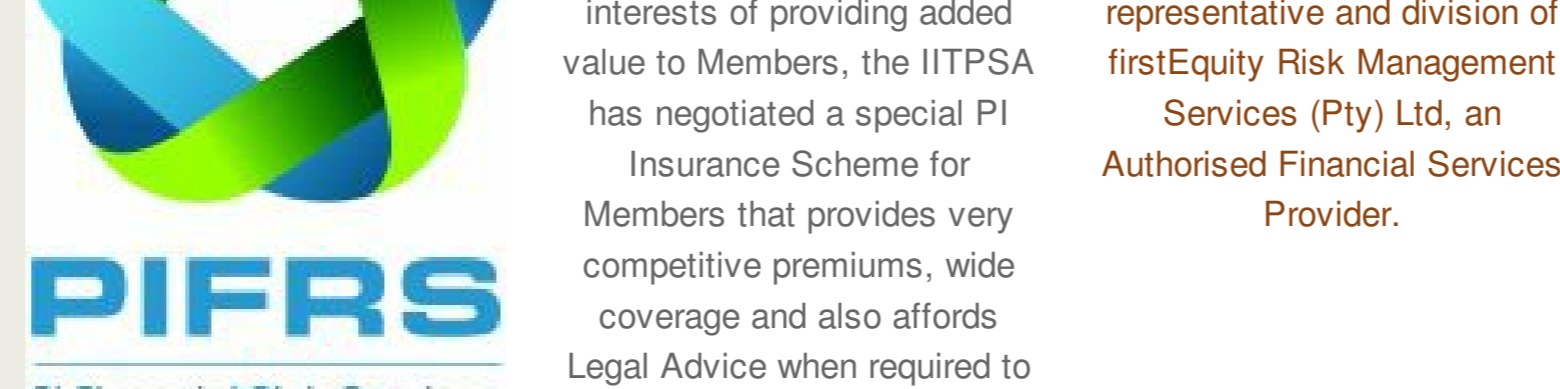 interests of providing added
value to Members, the IITPSA
has negotiated a special PI
Insurance Scheme for
Members that provides very
competitive premiums, wide
coverage and also affords
Legal Advice when required to
representative and division of
firstEquity Risk Management
Services (Pty) Ltd, an
Authorised Financial Services
Provider.
PIFRS